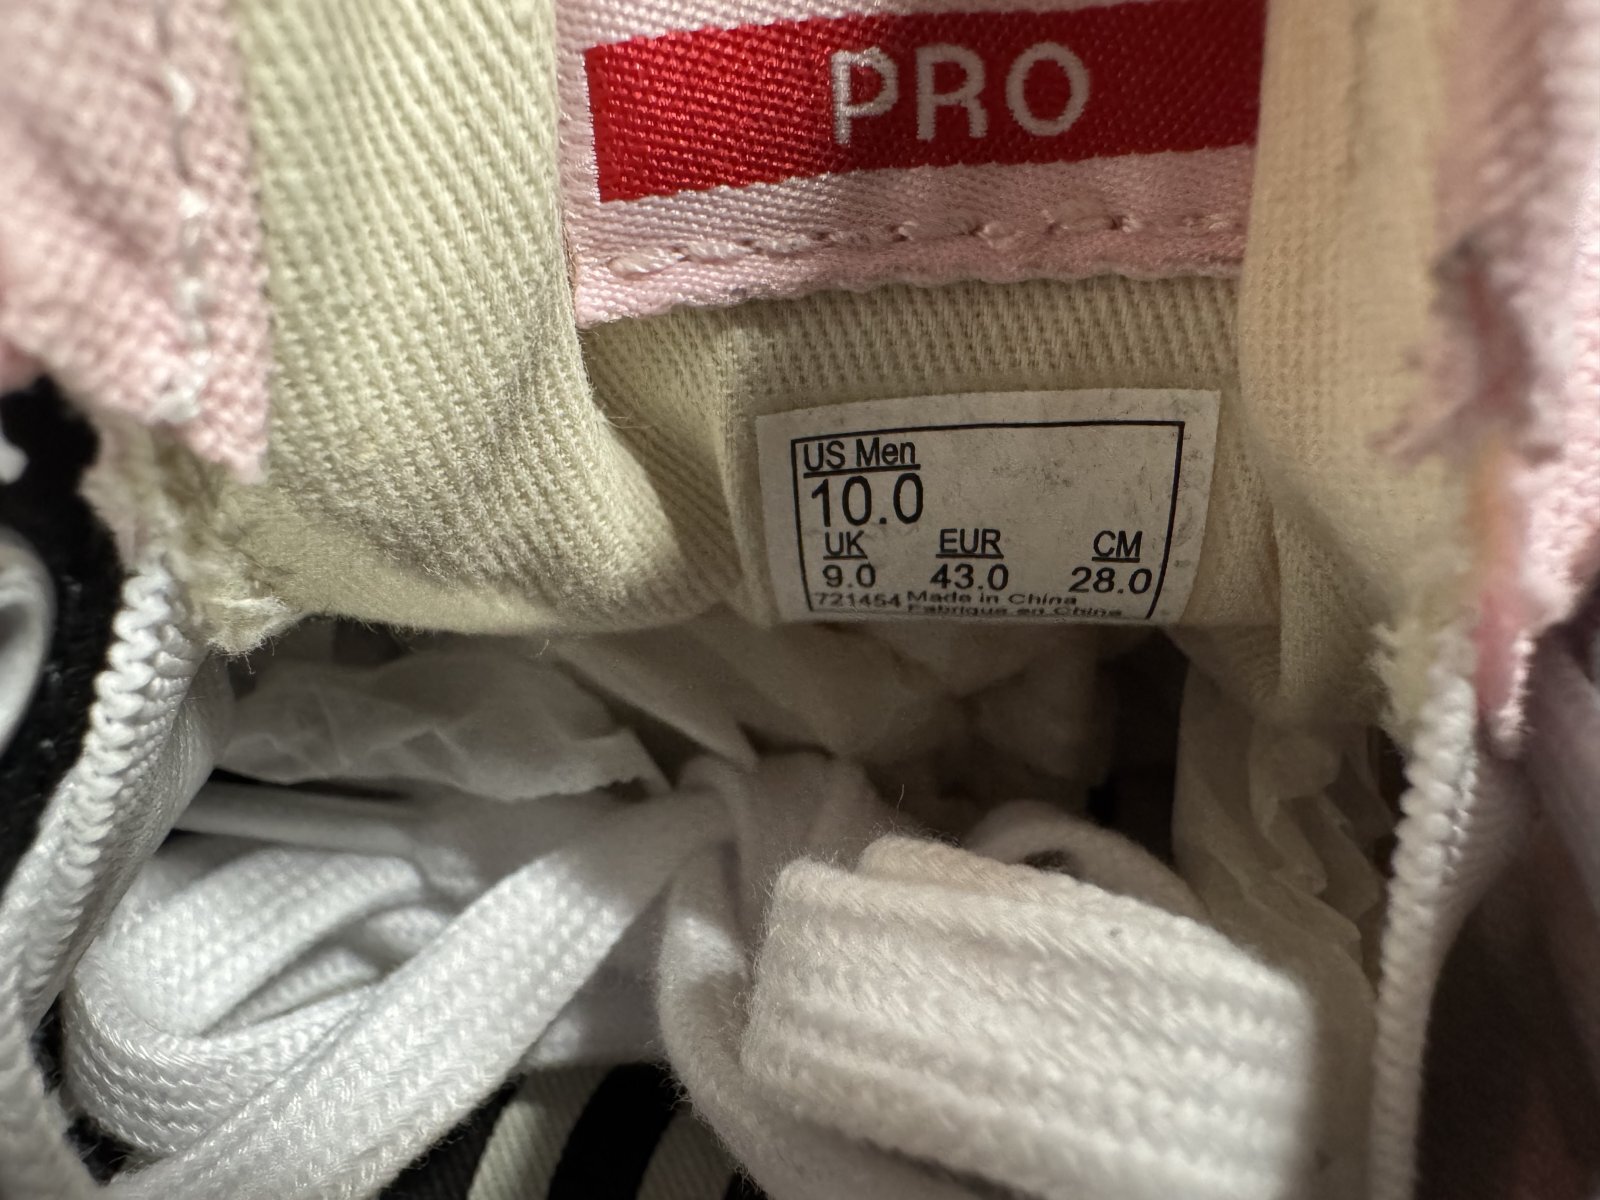 PRO
US Men
10.0
UK EUR CM
9.0 43.0 28.0
721454 Made in China
Fabrique en Chine